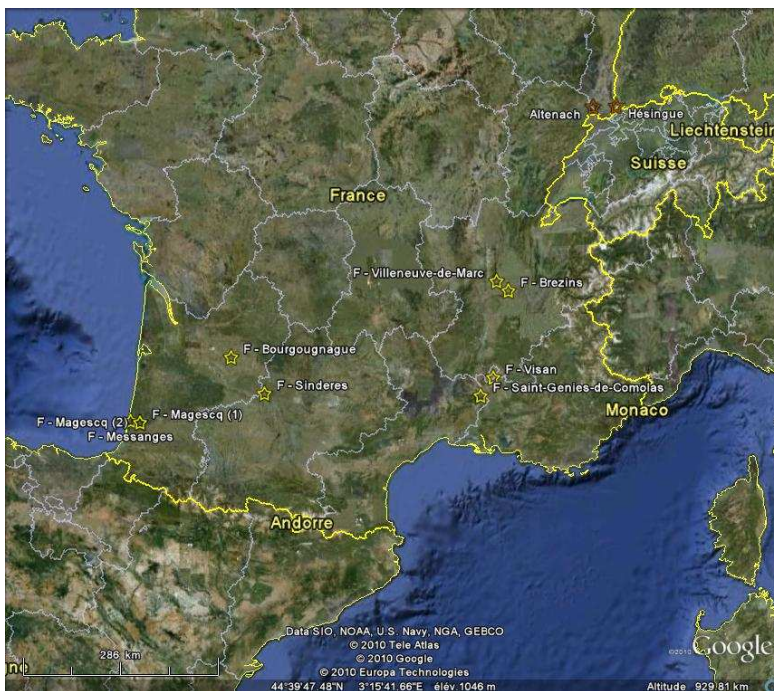 Altenach
Hésingue
Liechtenstein
Suisse
France
F - Villeneuve-de-Marc
F - Brezins
F - Bourgougnague
F - Visan
F - Sinderes
F - Saint-Genies-de-Comolas
Monaco
F - Magescq (2)
F - Magescq (1)
F - Messanges
Andorre
Data SIO, NOAA, U.S. Navy, NGA, GEBCO
© 2010 Tele Atlas
© 2010 Google
© 2010 Europa Technologies
286 km
©2010 Google
44°39'47.48"N 3°15'41.66"E élév. 1046 m
Altitude 929.81 km